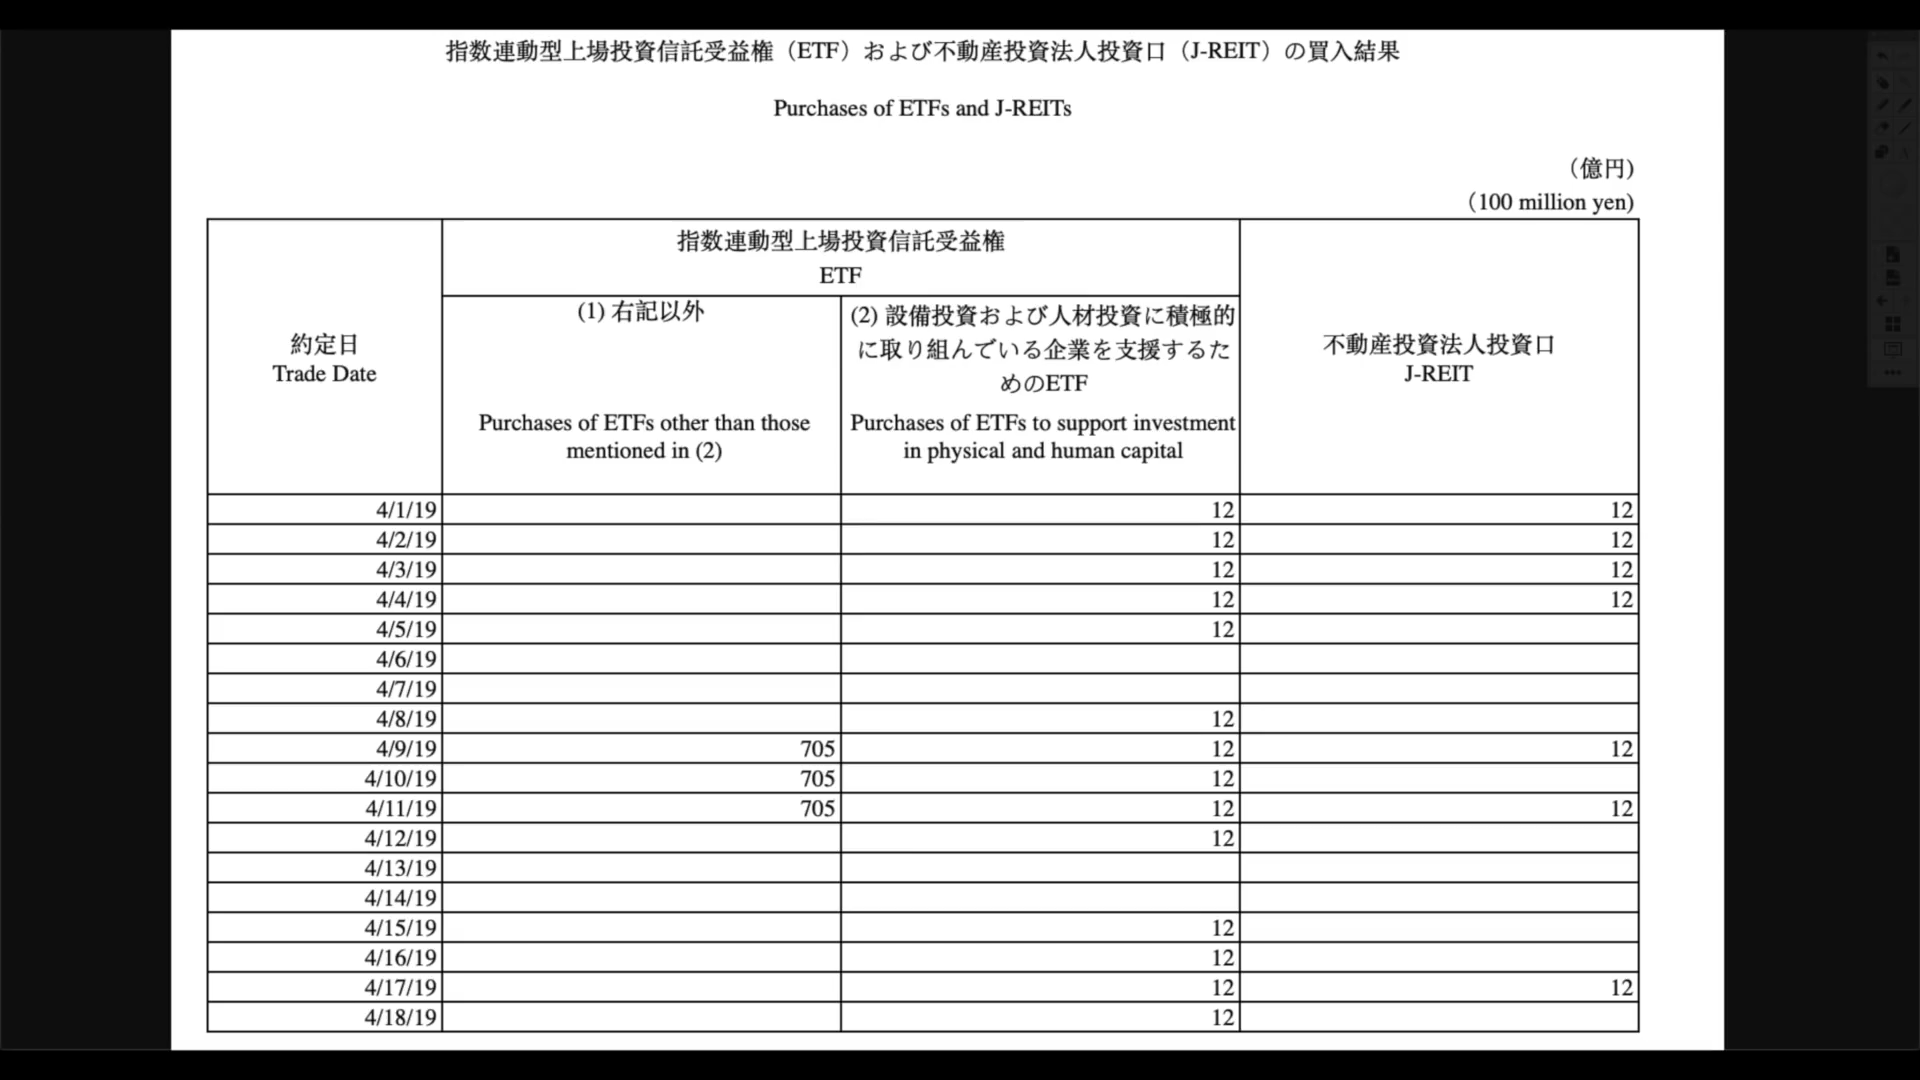 指数連動型上場投資信託受益権（ETF）および不動産投資法人投資口（J-REIT）の買入結果
Purchases of ETFs and J-REITs
（億円)
（100 million yen)
約定日
Trade Date
指数連動型上場投資信託受益権
ETF
(1) 右記以外
Purchases of ETFs other than those
mentioned in (2)
(2) 設備投資および人材投資に積極的
に取り組んでいる企業を支援するた
めのETF
Purchases of ETFs to support investment
in physical and human capital
不動産投資法人投資口
J-REIT
4/1/19 12 12
4/2/19 12 12
4/3/19 12 12
4/4/19 12 12
4/5/19 12
4/6/19
4/7/19
4/8/19 12
4/9/19 705 12 12
4/10/19 705 12
4/11/19 705 12 12
4/12/19 12
4/13/19
4/14/19
4/15/19 12
4/16/19 12
4/17/19 12 12
4/18/19 12